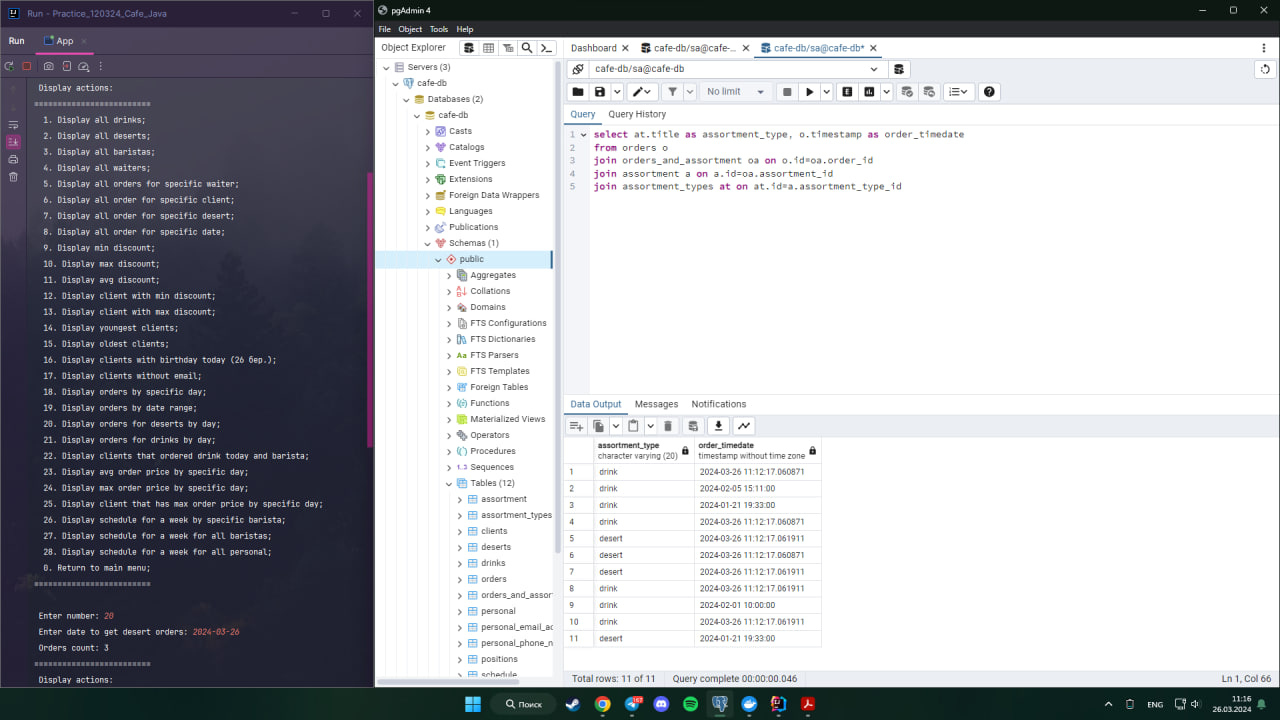 Run - Practice_120324_Cafe_Java
Run
App
Display actions:
=========================
1. Display all drinks;
2. Display all deserts;
3. Display all baristas;
4. Display all waiters;
5. Display all orders for specific waiter;
6. Display all order for specific client;
7. Display all order for specific desert;
8. Display all order for specific date;
9. Display min discount;
10. Display max discount;
11. Display avg discount;
12. Display client with min discount;
13. Display client with max discount;
14. Display youngest clients;
15. Display oldest clients;
16. Display clients with birthday today (26 бер.);
17. Display clients without email;
18. Display orders by specific day;
19. Display orders by date range;
20. Display orders for deserts by day;
21. Display orders for drinks by day;
22. Display clients that ordered drink today and barista;
23. Display avg order price by specific day;
24. Display max order price by specific day;
25. Display client that has max order price by specific day;
26. Display schedule for a week by specific barista;
27. Display schedule for a week for all baristas;
28. Display schedule for a week for all personal;
0. Return to main menu;
=========================
Enter number: 20
Enter date to get desert orders: 2024-03-26
Orders count: 3
=========================
Display actions:
pgAdmin 4
File Object Tools Help
Object Explorer
Servers (3)
cafe-db
Databases (2)
cafe-db
Casts
Catalogs
Event Triggers
Extensions
Foreign Data Wrappers
Languages
Publications
Schemas (1)
public
Aggregates
Collations
Domains
FTS Configurations
FTS Dictionaries
FTS Parsers
FTS Templates
Foreign Tables
Functions
Materialized Views
Operators
Procedures
Sequences
Tables (12)
assortment
assortment_types
clients
deserts
drinks
orders
orders_and_assor
personal
personal_email_ac
personal_phone_n
positions
schedule
Dashboard cafe-db/sa@cafe-... cafe-db/sa@cafe-db*
cafe-db/sa@cafe-db
No limit
Query Query History
1 select at.title as assortment_type, o.timestamp as order_timedate
2 from orders o
3 join orders_and_assortment oa on o.id=oa.order_id
4 join assortment a on a.id=oa.assortment_id
5 join assortment_types at on at.id=a.assortment_type_id
Data Output Messages Notifications
assortment_type order_timedate
character varying (20) timestamp without time zone
1 drink 2024-03-26 11:12:17.060871
2 drink 2024-02-05 15:11:00
3 drink 2024-01-21 19:33:00
4 drink 2024-03-26 11:12:17.060871
5 desert 2024-03-26 11:12:17.061911
6 desert 2024-03-26 11:12:17.060871
7 desert 2024-03-26 11:12:17.061911
8 drink 2024-03-26 11:12:17.061911
9 drink 2024-02-01 10:00:00
10 drink 2024-03-26 11:12:17.061911
11 desert 2024-01-21 19:33:00
Total rows: 11 of 11 Query complete 00:00:00.046 Ln 1, Col 66
Поиск
ENG
11:16
26.03.2024